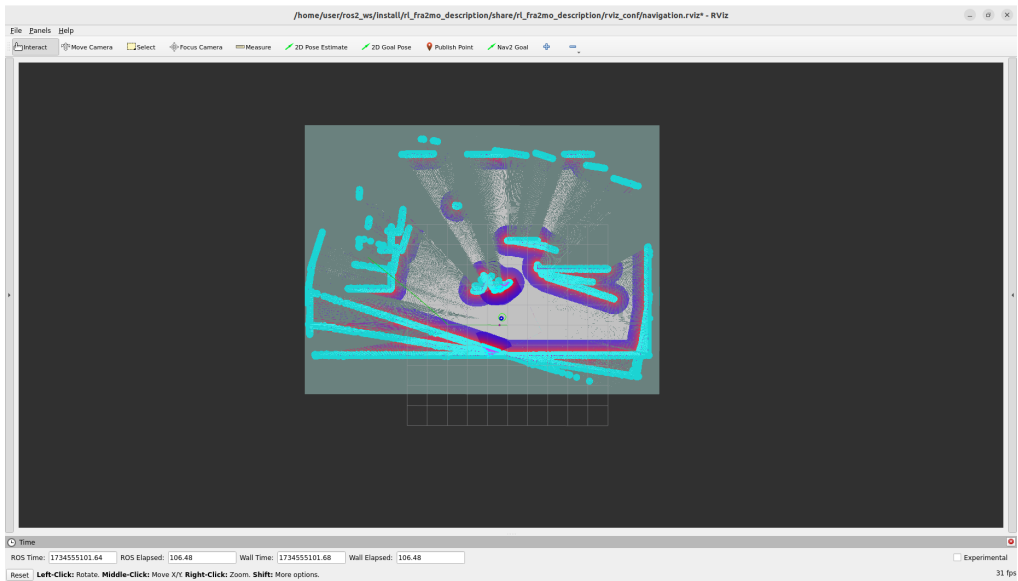 /home/user/ros2_ws/install/rl_fra2mo_description/share/rl_fra2mo_description/rviz_conf/navigation.rviz* - RViz
File Panels Help
Interact Move Camera Select Focus Camera Measure 2D Pose Estimate 2D Goal Pose Publish Point Nav2 Goal
Time
ROS Time: 1734555101.64 ROS Elapsed: 106.48 Wall Time: 1734555101.68 Wall Elapsed: 106.48 Experimental
Reset Left-Click: Rotate. Middle-Click: Move X/Y. Right-Click: Zoom. Shift: More options. 31 fps